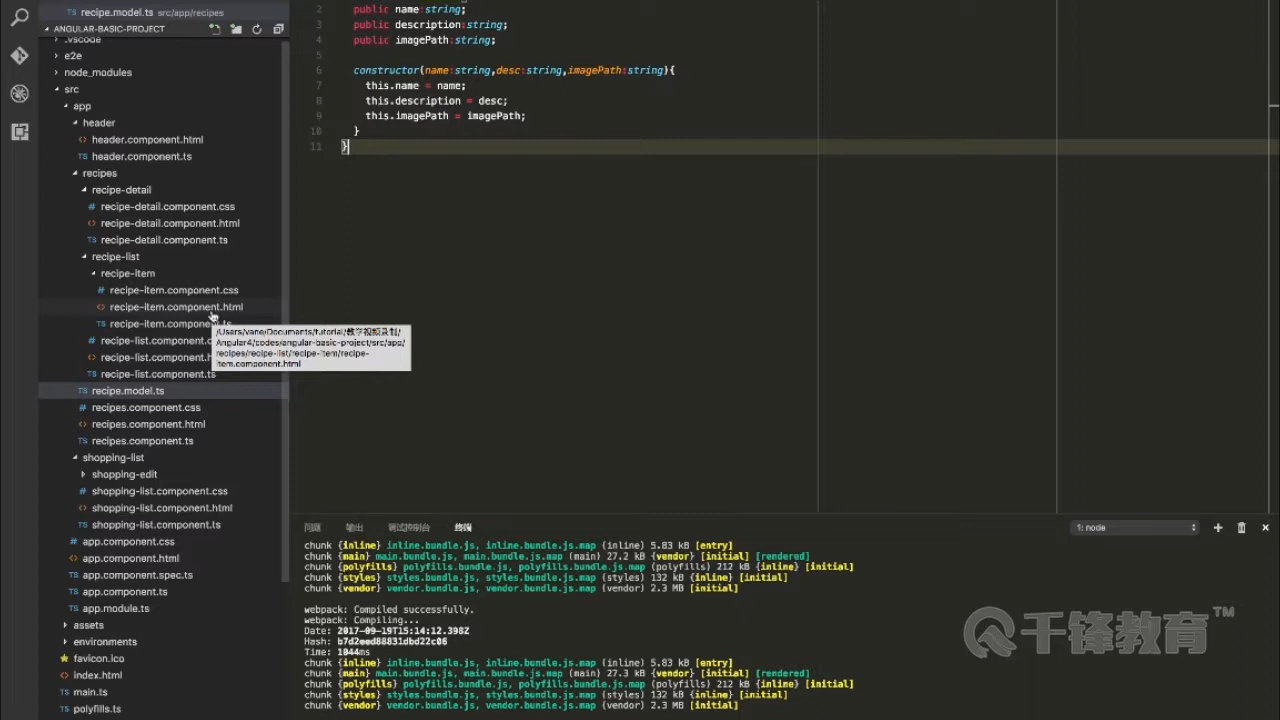 recipe.model.ts src/app/recipes
ANGULAR-BASIC-PROJECT
.vscode
e2e
node_modules
src
app
header
header.component.html
header.component.ts
recipes
recipe-detail
recipe-detail.component.css
recipe-detail.component.html
recipe-detail.component.ts
recipe-list
recipe-item
recipe-item.component.css
recipe-item.component.html
recipe-item.component.ts
/Users/vane/Documents/tutorial/教学视频录制/
Angular4/codes/angular-basic-project/src/app/
recipes/recipe-list/recipe-item/recipe-
item.component.html
recipe-list.component.c
recipe-list.component.h
recipe-list.component.ts
recipe.model.ts
recipes.component.css
recipes.component.html
recipes.component.ts
shopping-list
shopping-edit
shopping-list.component.css
shopping-list.component.html
shopping-list.component.ts
app.component.css
app.component.html
app.component.spec.ts
app.component.ts
app.module.ts
assets
environments
favicon.ico
index.html
main.ts
polyfills.ts
2 public name:string;
3 public description:string;
4 public imagePath:string;
5
6 constructor(name:string,desc:string,imagePath:string){
7 this.name = name;
8 this.description = desc;
9 this.imagePath = imagePath;
10 }
11 }
问题 输出 调试控制台 终端 1: node
chunk {inline} inline.bundle.js, inline.bundle.js.map (inline) 5.83 kB [entry]
chunk {main} main.bundle.js, main.bundle.js.map (main) 27.2 kB {vendor} [initial] [rendered]
chunk {polyfills} polyfills.bundle.js, polyfills.bundle.js.map (polyfills) 212 kB {inline} [initial]
chunk {styles} styles.bundle.js, styles.bundle.js.map (styles) 132 kB {inline} [initial]
chunk {vendor} vendor.bundle.js, vendor.bundle.js.map (vendor) 2.3 MB [initial]
webpack: Compiled successfully.
webpack: Compiling...
Date: 2017-09-19T15:14:12.398Z
Hash: b7d2eed88831dbd22c06
Time: 1044ms
chunk {inline} inline.bundle.js, inline.bundle.js.map (inline) 5.83 kB [entry]
chunk {main} main.bundle.js, main.bundle.js.map (main) 27.3 kB {vendor} [initial] [rendered]
chunk {polyfills} polyfills.bundle.js, polyfills.bundle.js.map (polyfills) 212 kB {inline} [initial]
chunk {styles} styles.bundle.js, styles.bundle.js.map (styles) 132 kB {inline} [initial]
chunk {vendor} vendor.bundle.js, vendor.bundle.js.map (vendor) 2.3 MB [initial]
千锋教育™